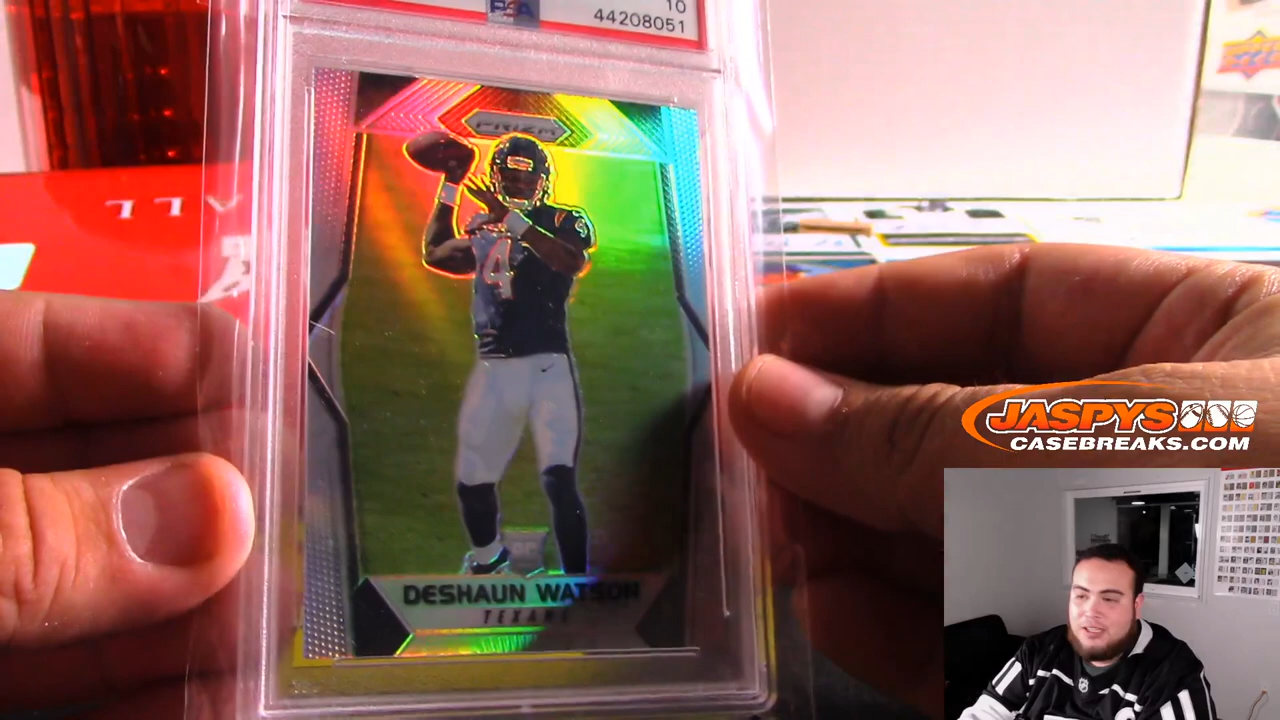 10
PSA
44208051
PRIZM
4
DESHAUN WATSON
TEXANS
JASPYS
CASEBREAKS.COM